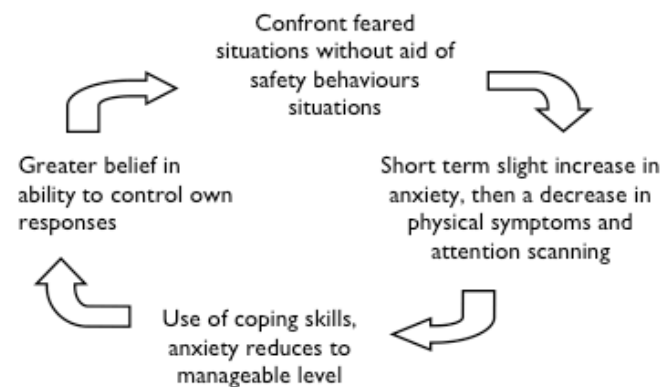 Confront feared
situations without aid of
safety behaviours
situations
Short term slight increase in
anxiety, then a decrease in
physical symptoms and
attention scanning
Use of coping skills,
anxiety reduces to
manageable level
Greater belief in
ability to control own
responses